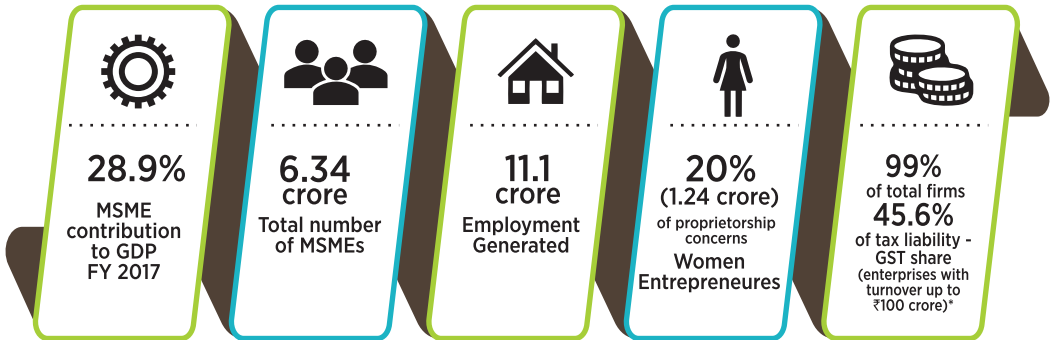 28.9%
MSME
contribution
to GDP
FY 2017
6.34
crore
Total number
of MSMEs
11.1
crore
Employment
Generated
20%
(1.24 crore)
of proprietorship
concerns
Women
Entrepreneures
99%
of total firms
45.6%
of tax liability -
GST share
(enterprises with
turnover up to
₹100 crore)*